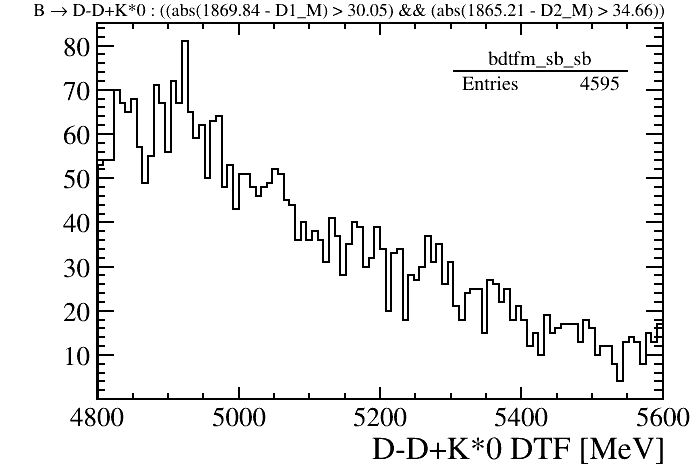 B → D-D+K*0 : ((abs(1869.84 - D1_M) > 30.05) && (abs(1865.21 - D2_M) > 34.66))
bdtfm_sb_sb
Entries 4595
80
70
60
50
40
30
20
10
4800 5000 5200 5400 5600
D-D+K*0 DTF [MeV]